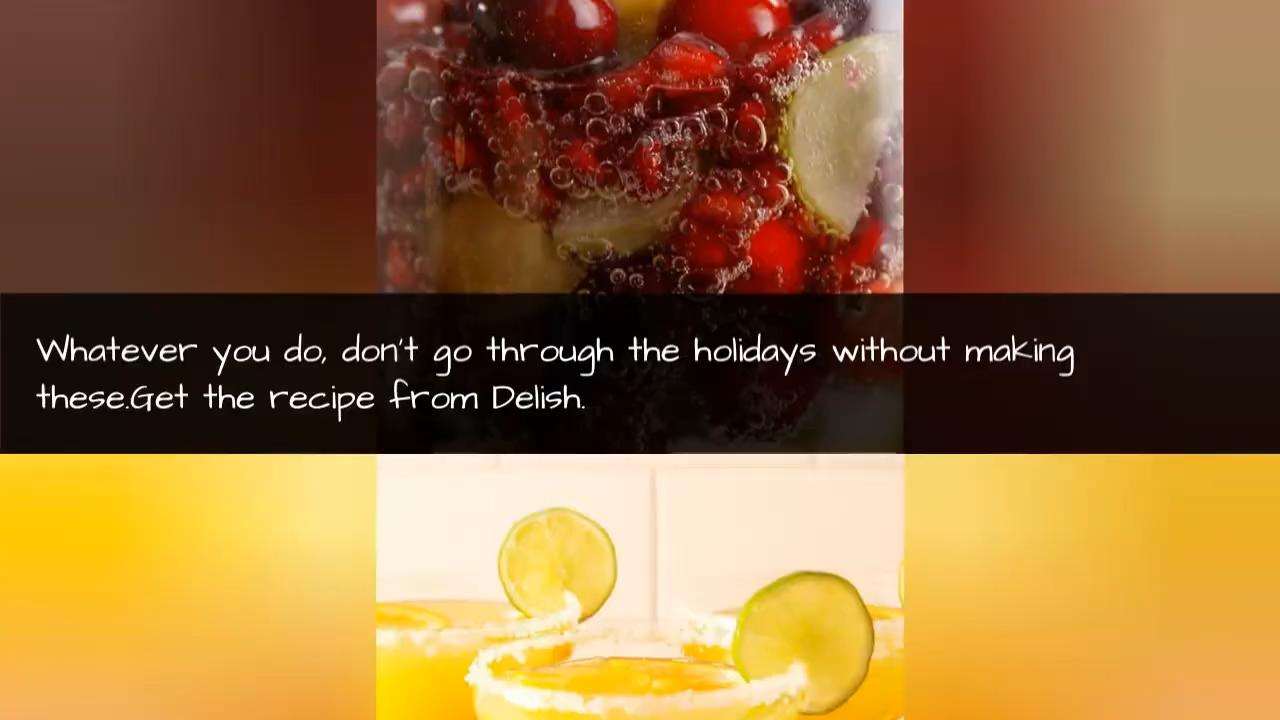 Whatever you do, don't go through the holidays without making
these.Get the recipe from Delish.